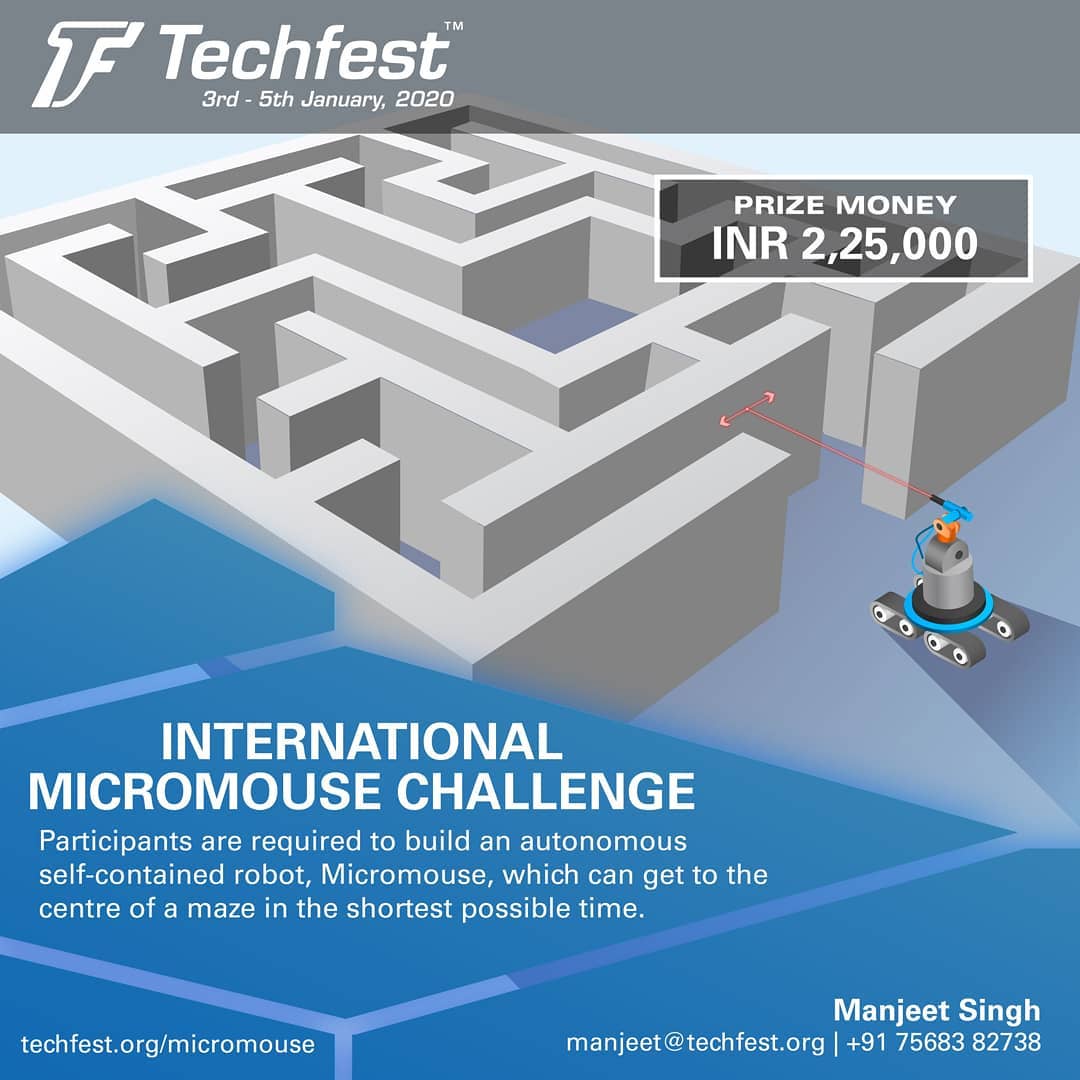 Techfest™
3rd - 5th January, 2020
PRIZE MONEY
INR 2,25,000
INTERNATIONAL
MICROMOUSE CHALLENGE
Participants are required to build an autonomous
self-contained robot, Micromouse, which can get to the
centre of a maze in the shortest possible time.
Manjeet Singh
techfest.org/micromouse
manjeet@techfest.org | +91 75683 82738